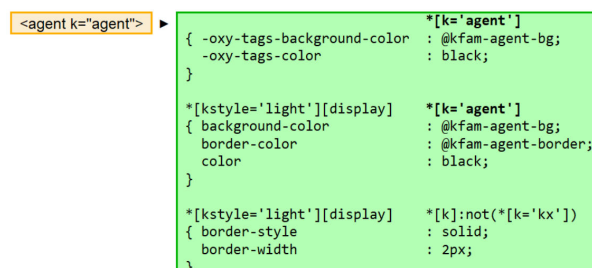 <agent k="agent"> ►
*[k='agent']
{ -oxy-tags-background-color : @kfam-agent-bg;
-oxy-tags-color : black;
}
*[kstyle='light'][display] *[k='agent']
{ background-color : @kfam-agent-bg;
border-color : @kfam-agent-border;
color : black;
}
*[kstyle='light'][display] *[k]:not(*[k='kx'])
{ border-style : solid;
border-width : 2px;
}